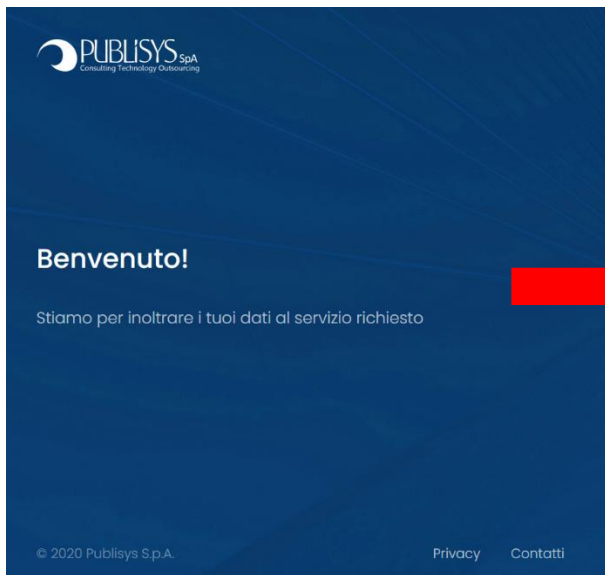 PUBLiSYS SpA
Consulting Technology Outsourcing
Benvenuto!
Stiamo per inoltrare i tuoi dati al servizio richiesto
© 2020 Publisys S.p.A.
Privacy
Contatti